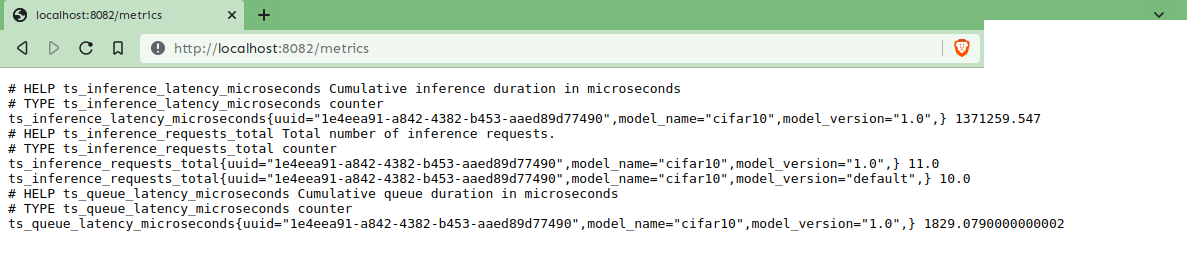 localhost:8082/metrics
http://localhost:8082/metrics
# HELP ts_inference_latency_microseconds Cumulative inference duration in microseconds
# TYPE ts_inference_latency_microseconds counter
ts_inference_latency_microseconds{uuid="1e4eea91-a842-4382-b453-aaed89d77490",model_name="cifar10",model_version="1.0",} 1371259.547
# HELP ts_inference_requests_total Total number of inference requests.
# TYPE ts_inference_requests_total counter
ts_inference_requests_total{uuid="1e4eea91-a842-4382-b453-aaed89d77490",model_name="cifar10",model_version="1.0",} 11.0
ts_inference_requests_total{uuid="1e4eea91-a842-4382-b453-aaed89d77490",model_name="cifar10",model_version="default",} 10.0
# HELP ts_queue_latency_microseconds Cumulative queue duration in microseconds
# TYPE ts_queue_latency_microseconds counter
ts_queue_latency_microseconds{uuid="1e4eea91-a842-4382-b453-aaed89d77490",model_name="cifar10",model_version="1.0",} 1829.0790000000002